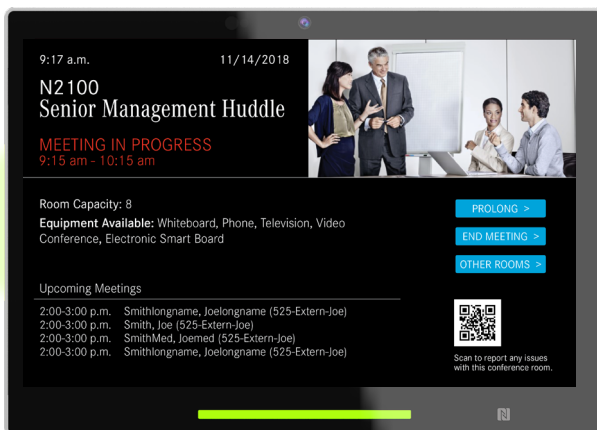 9:17 a.m. 11/14/2018
N2100
Senior Management Huddle
MEETING IN PROGRESS
9:15 am - 10:15 am
Room Capacity: 8
Equipment Available: Whiteboard, Phone, Television, Video
Conference, Electronic Smart Board
PROLONG >
END MEETING >
OTHER ROOMS >
Upcoming Meetings
2:00-3:00 p.m. Smithlongname, Joelongname (525-Extern-Joe)
2:00-3:00 p.m. Smith, Joe (525-Extern-Joe)
2:00-3:00 p.m. SmithMed, Joemed (525-Extern-Joe)
2:00-3:00 p.m. Smithlongname, Joelongname (525-Extern-Joe)
Scan to report any issues
with this conference room.